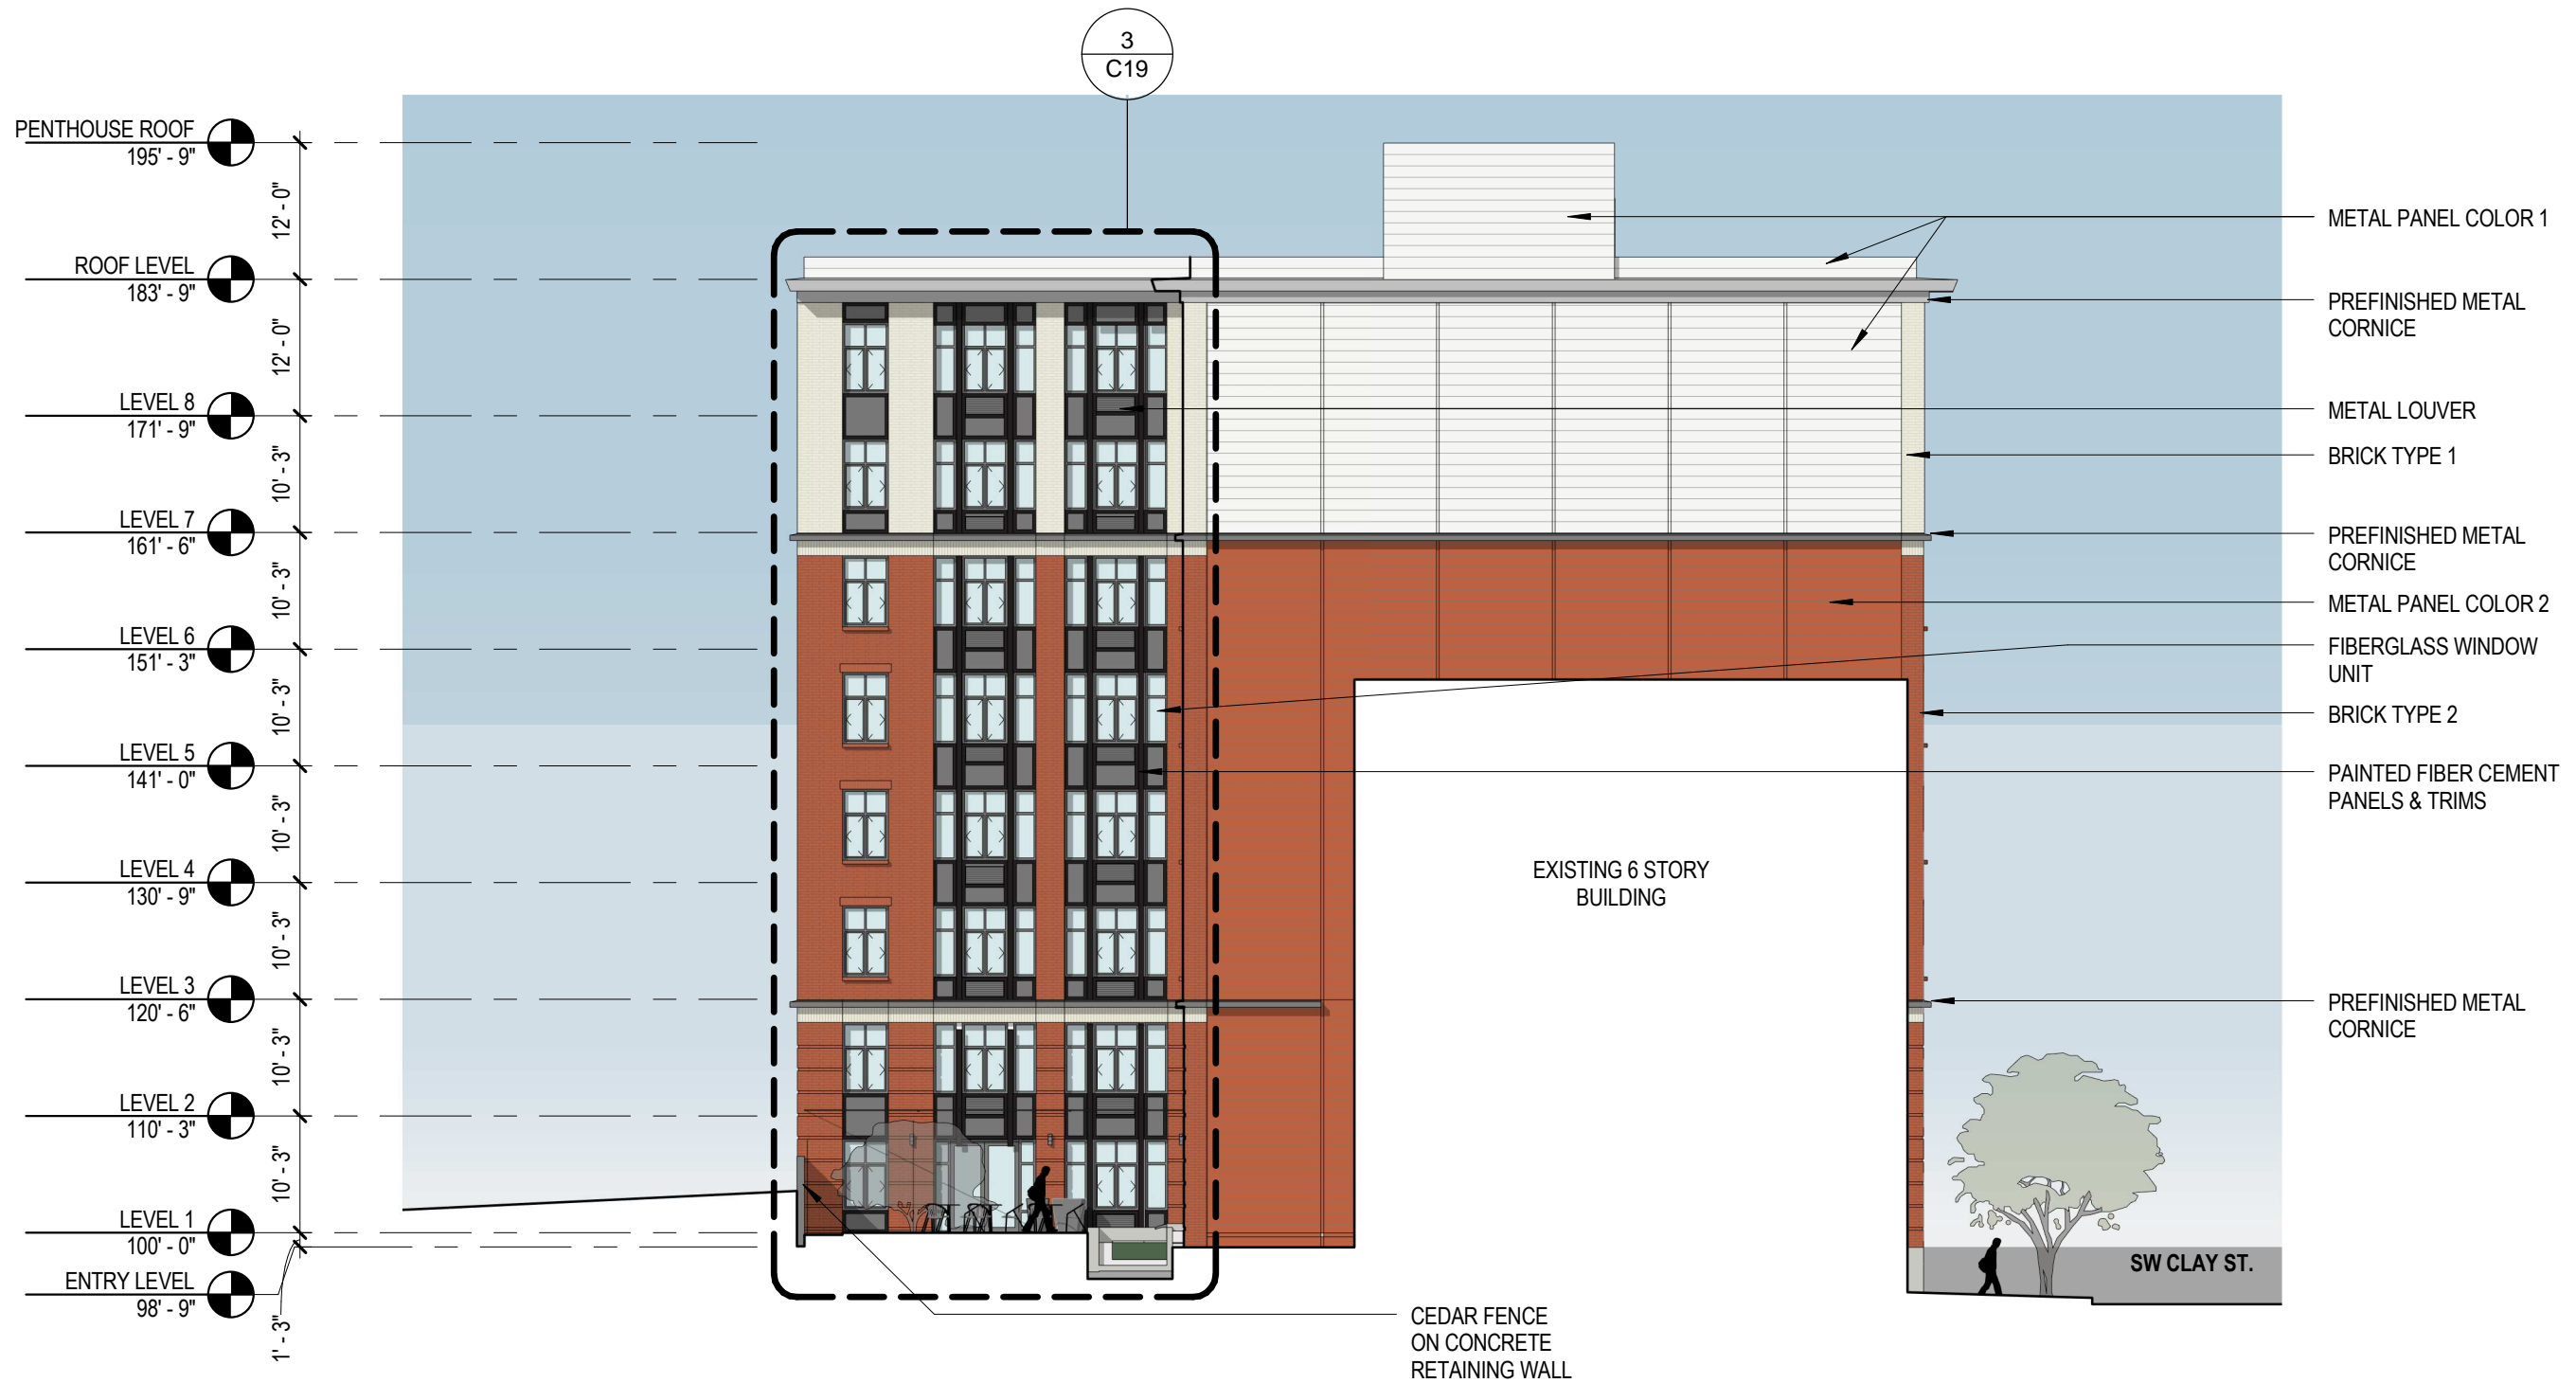 3
C19
PENTHOUSE ROOF
195' - 9"
12' - 0"
ROOF LEVEL
183' - 9"
12' - 0"
LEVEL 8
171' - 9"
10' - 3"
LEVEL 7
161' - 6"
10' - 3"
LEVEL 6
151' - 3"
10' - 3"
LEVEL 5
141' - 0"
10' - 3"
LEVEL 4
130' - 9"
10' - 3"
LEVEL 3
120' - 6"
10' - 3"
LEVEL 2
110' - 3"
10' - 3"
LEVEL 1
100' - 0"
ENTRY LEVEL
98' - 9"
1' - 3"
METAL PANEL COLOR 1
PREFINISHED METAL
CORNICE
METAL LOUVER
BRICK TYPE 1
PREFINISHED METAL
CORNICE
METAL PANEL COLOR 2
FIBERGLASS WINDOW
UNIT
BRICK TYPE 2
PAINTED FIBER CEMENT
PANELS & TRIMS
EXISTING 6 STORY
BUILDING
PREFINISHED METAL
CORNICE
SW CLAY ST.
CEDAR FENCE
ON CONCRETE
RETAINING WALL